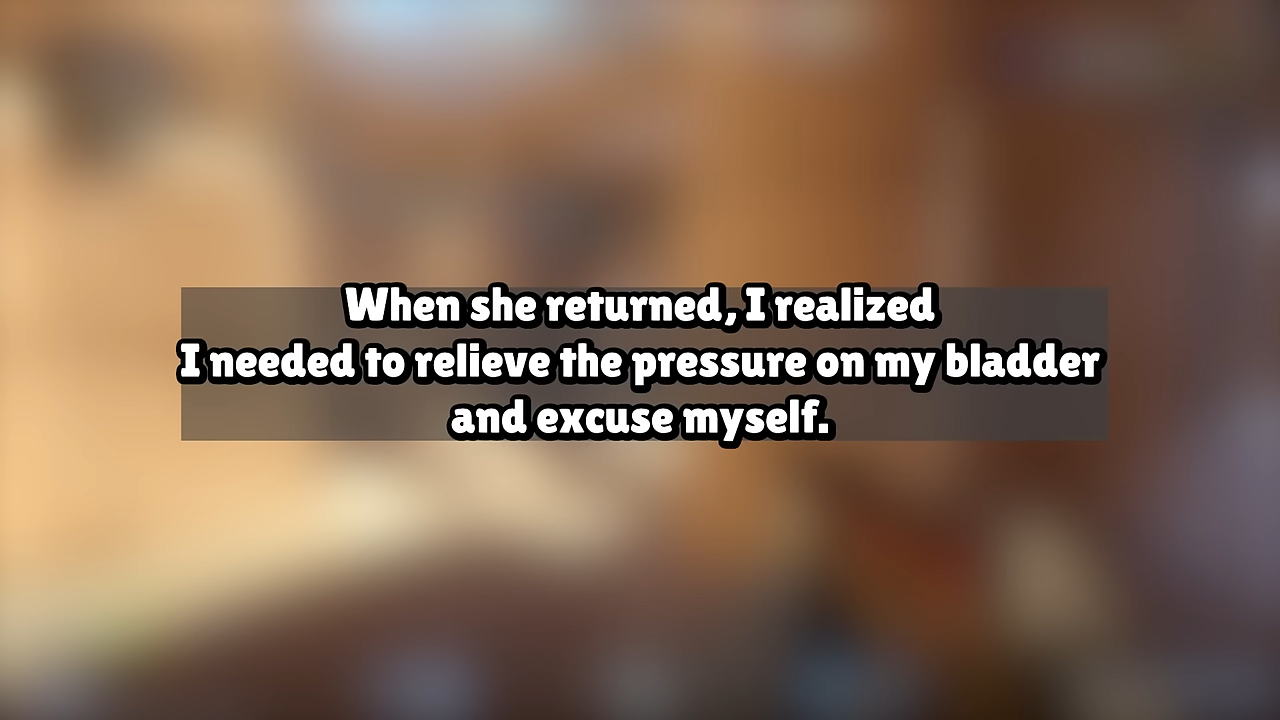 When she returned, I realized
I needed to relieve the pressure on my bladder
and excuse myself.